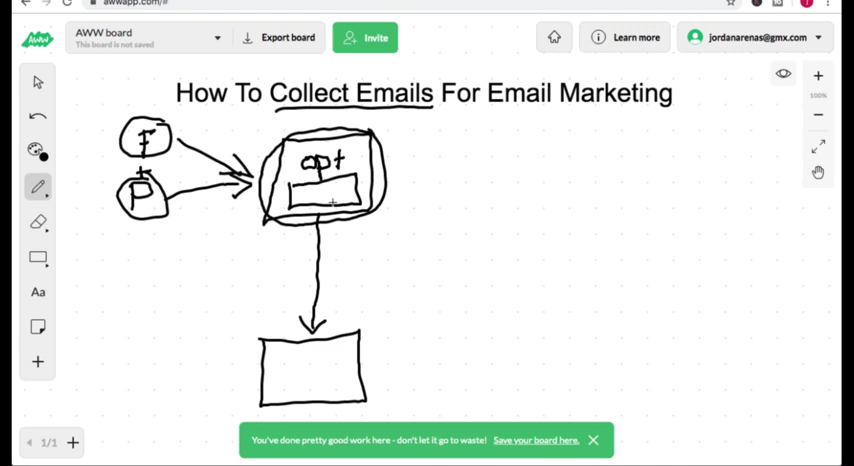 awwapp.com/#
AWW
AWW board
This board is not saved
Export board
Invite
Learn more
jordanarenas@gmx.com
How To Collect Emails For Email Marketing
100%
F
+
P
opt
Aa
1/1
You've done pretty good work here - don't let it go to waste! Save your board here.